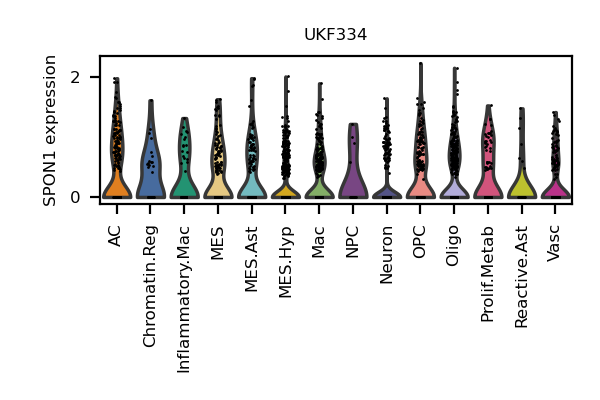 UKF334
SPON1 expression
2
0
AC
Chromatin.Reg
Inflammatory.Mac
MES
MES.Ast
MES.Hyp
Mac
NPC
Neuron
OPC
Oligo
Prolif.Metab
Reactive.Ast
Vasc